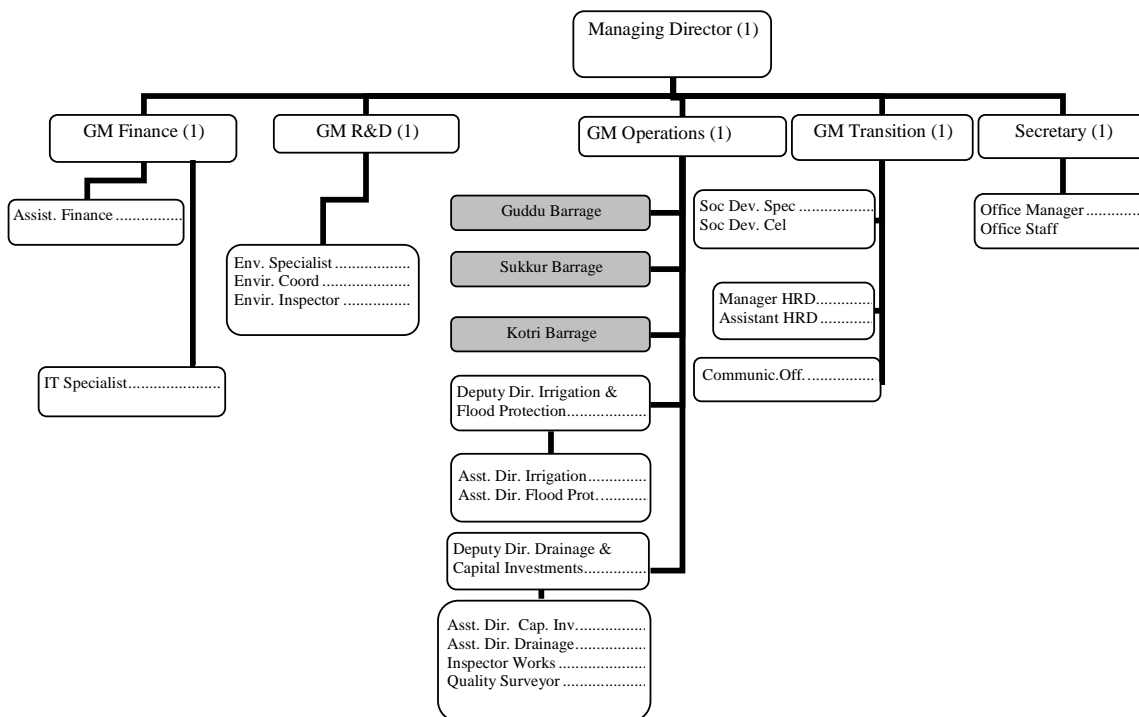 Managing Director (1)
GM Finance (1)
GM R&D (1)
GM Operations (1)
GM Transition (1)
Secretary (1)
Assist. Finance .................
Env. Specialist ..................
Envir. Coord .....................
Envir. Inspector .................
IT Specialist.......................
Guddu Barrage
Sukkur Barrage
Kotri Barrage
Deputy Dir. Irrigation &
Flood Protection.....................
Asst. Dir. Irrigation ...............
Asst. Dir. Flood Prot. .............
Deputy Dir. Drainage &
Capital Investments................
Asst. Dir.  Cap. Inv. .................
Asst. Dir. Drainage..................
Inspector Works ......................
Quality Surveyor .....................
Soc Dev. Spec ...................
Soc Dev. Cel
Manager HRD..............
Assistant HRD .............
Communic.Off. ................
Office Manager .............
Office Staff